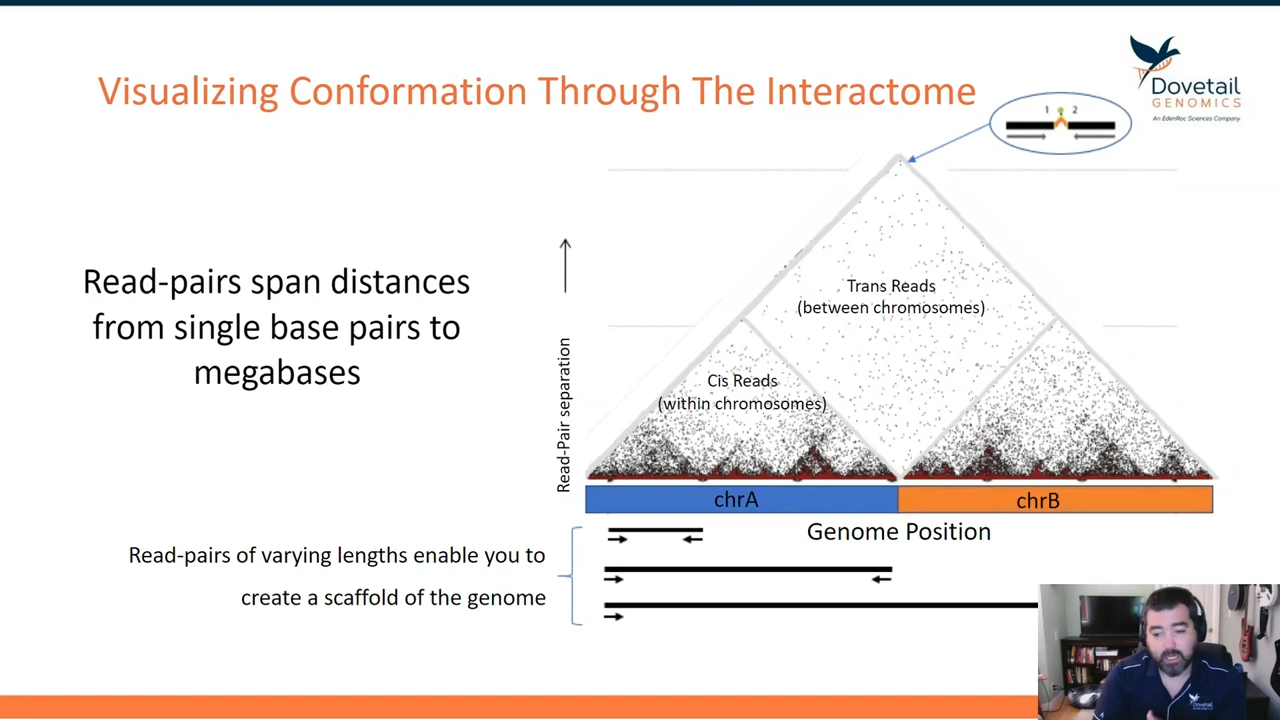 Visualizing Conformation Through The Interactome
Dovetail
GENOMICS
An EdenRoc Sciences Company
1 2
Read-pairs span distances
from single base pairs to
megabases
Read-Pair separation
Trans Reads
(between chromosomes)
Cis Reads
(within chromosomes)
chrA
chrB
Genome Position
Read-pairs of varying lengths enable you to
create a scaffold of the genome
Dovetail
GENOMICS